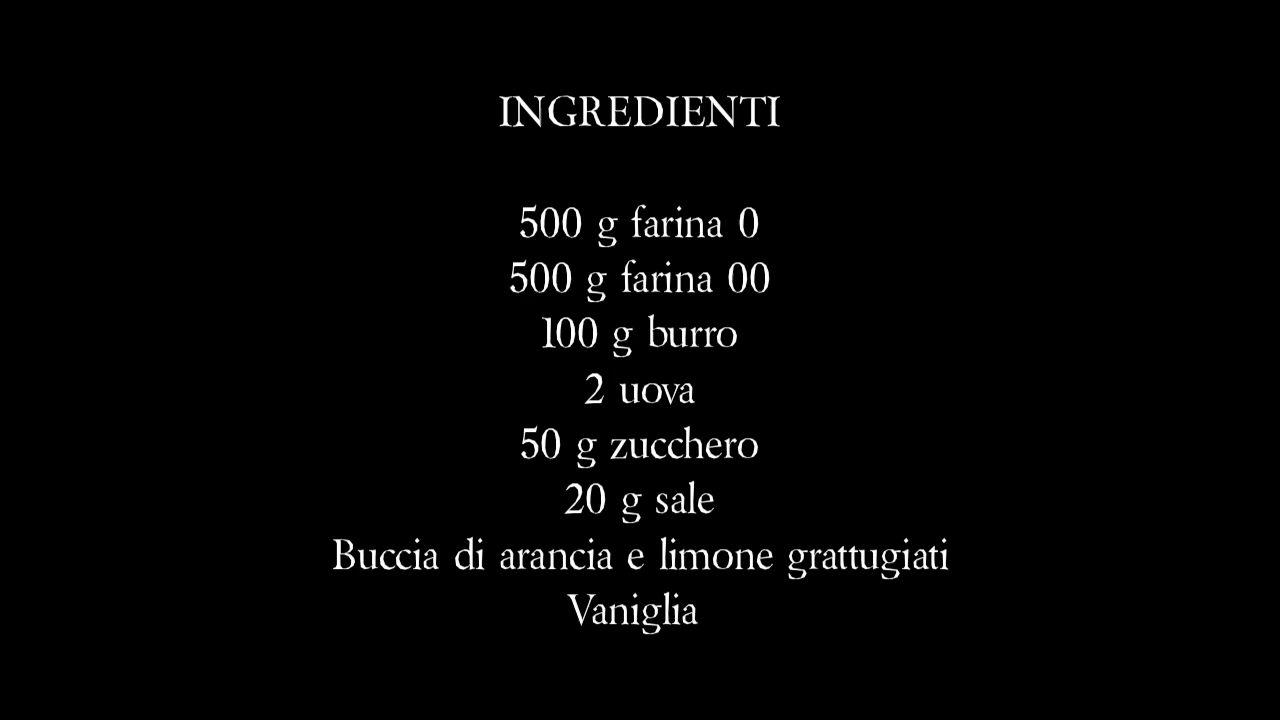 INGREDIENTI
500 g farina 0
500 g farina 00
100 g burro
2 uova
50 g zucchero
20 g sale
Buccia di arancia e limone grattugiati
Vaniglia